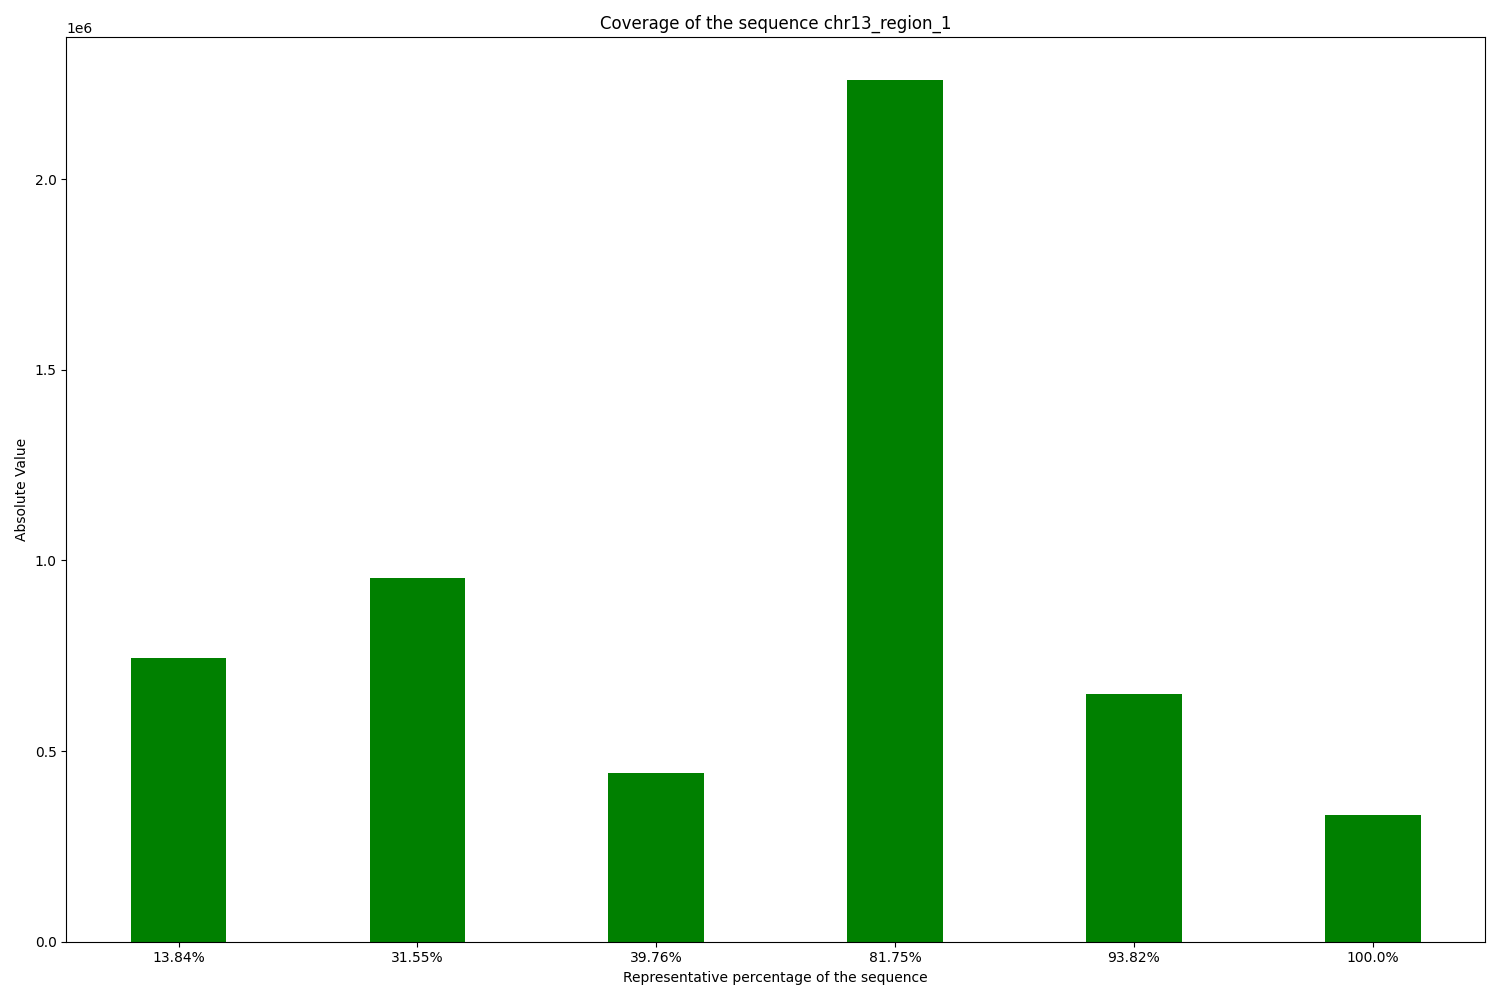 Coverage of the sequence chr13_region_1
1e6
2.0
1.5
1.0
0.5
0.0
Absolute Value
13.84% 31.55% 39.76% 81.75% 93.82% 100.0%
Representative percentage of the sequence